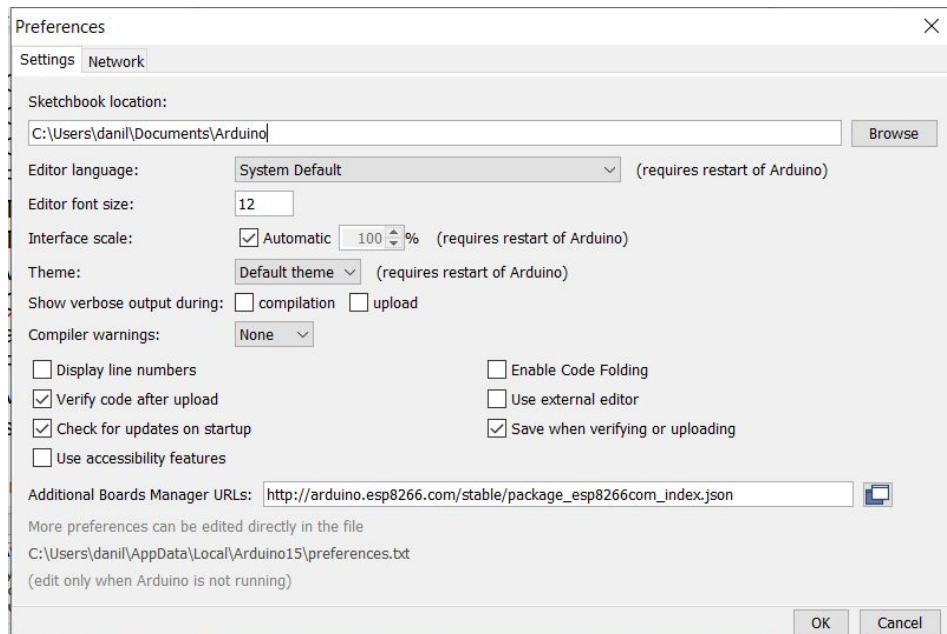 Preferences
Settings Network
Sketchbook location:
C:\Users\danil\Documents\Arduino Browse
Editor language: System Default (requires restart of Arduino)
Editor font size: 12
Interface scale: Automatic 100 % (requires restart of Arduino)
Theme: Default theme (requires restart of Arduino)
Show verbose output during: compilation upload
Compiler warnings: None
Display line numbers Enable Code Folding
Verify code after upload Use external editor
Check for updates on startup Save when verifying or uploading
Use accessibility features
Additional Boards Manager URLs: http://arduino.esp8266.com/stable/package_esp8266com_index.json
More preferences can be edited directly in the file
C:\Users\danil\AppData\Local\Arduino15\preferences.txt
(edit only when Arduino is not running)
OK Cancel